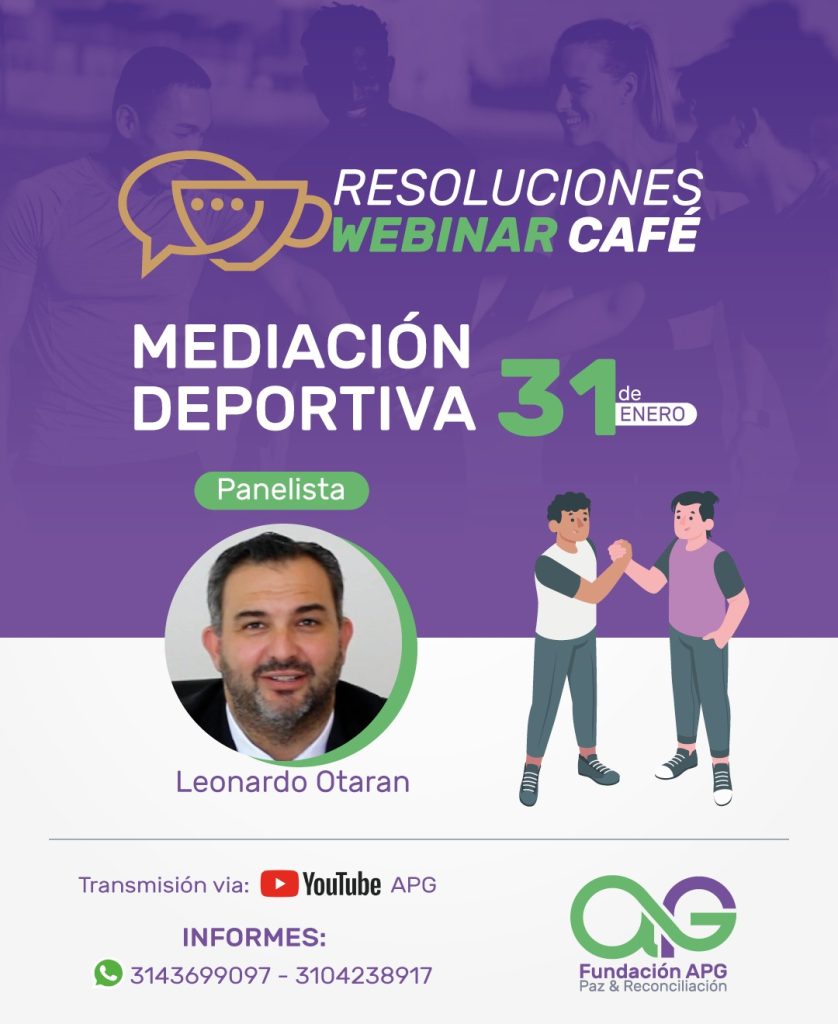 RESOLUCIONES
WEBINAR CAFÉ
MEDIACIÓN
DEPORTIVA
31 de
ENERO
Panelista
Leonardo Otaran
Transmisión via: YouTube APG
INFORMES:
3143699097 - 3104238917
aPG
Fundación APG
Paz & Reconciliación